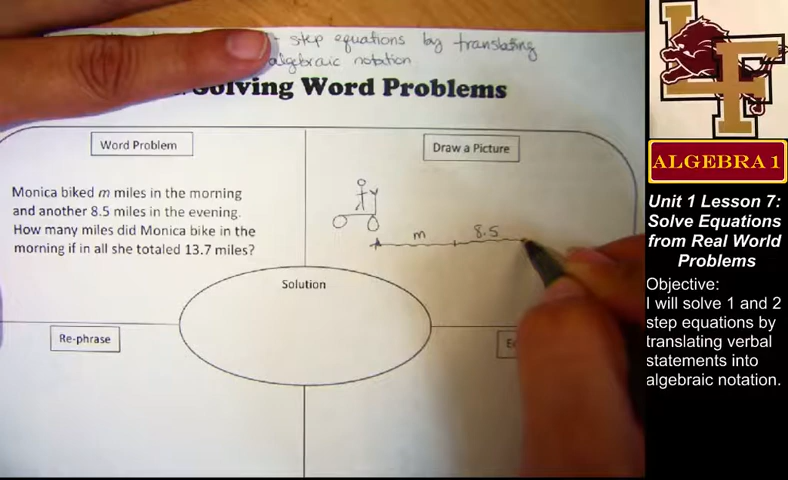 step equations by translating
algebraic notation
Solving Word Problems
Word Problem
Draw a Picture
Monica biked m miles in the morning
and another 8.5 miles in the evening.
How many miles did Monica bike in the
morning if in all she totaled 13.7 miles?
m 8.5
Solution
Re-phrase
LF
ALGEBRA 1
Unit 1 Lesson 7:
Solve Equations
from Real World
Problems
Objective:
I will solve 1 and 2
step equations by
translating verbal
statements into
algebraic notation.